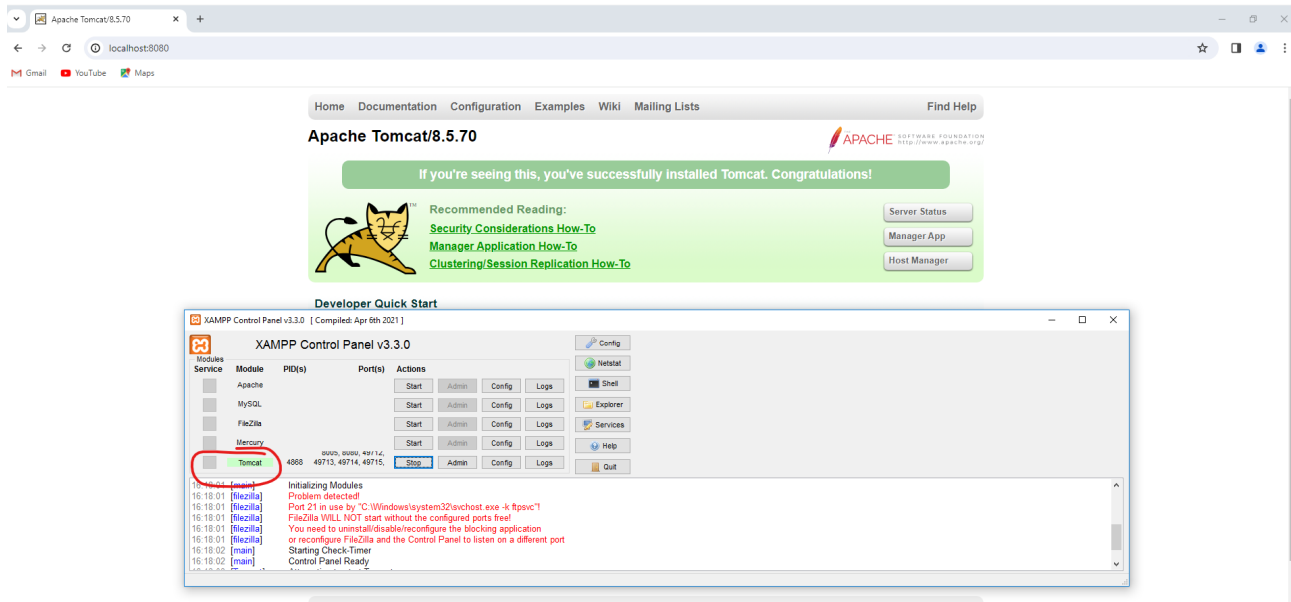 Apache Tomcat/8.5.70
localhost:8080
Gmail YouTube Maps
Home Documentation Configuration Examples Wiki Mailing Lists Find Help
Apache Tomcat/8.5.70
APACHE SOFTWARE FOUNDATION
http://www.apache.org/
If you're seeing this, you've successfully installed Tomcat. Congratulations!
TM
Recommended Reading:
Security Considerations How-To
Manager Application How-To
Clustering/Session Replication How-To
Server Status
Manager App
Host Manager
Developer Quick Start
XAMPP Control Panel v3.3.0 [ Compiled: Apr 6th 2021 ]
XAMPP Control Panel v3.3.0
Modules
Service Module PID(s) Port(s) Actions
Apache Start Admin Config Logs
MySQL Start Admin Config Logs
FileZilla Start Admin Config Logs
Mercury Start Admin Config Logs
8005, 8080, 49712,
Tomcat 4868 49713, 49714, 49715, Stop Admin Config Logs
Config
Netstat
Shell
Explorer
Services
Help
Quit
16:18:01 [main] Initializing Modules
16:18:01 [filezilla] Problem detected!
16:18:01 [filezilla] Port 21 in use by "C:\Windows\system32\svchost.exe -k ftpsvc"!
16:18:01 [filezilla] FileZilla WILL NOT start without the configured ports free!
16:18:01 [filezilla] You need to uninstall/disable/reconfigure the blocking application
16:18:01 [filezilla] or reconfigure FileZilla and the Control Panel to listen on a different port
16:18:02 [main] Starting Check-Timer
16:18:02 [main] Control Panel Ready